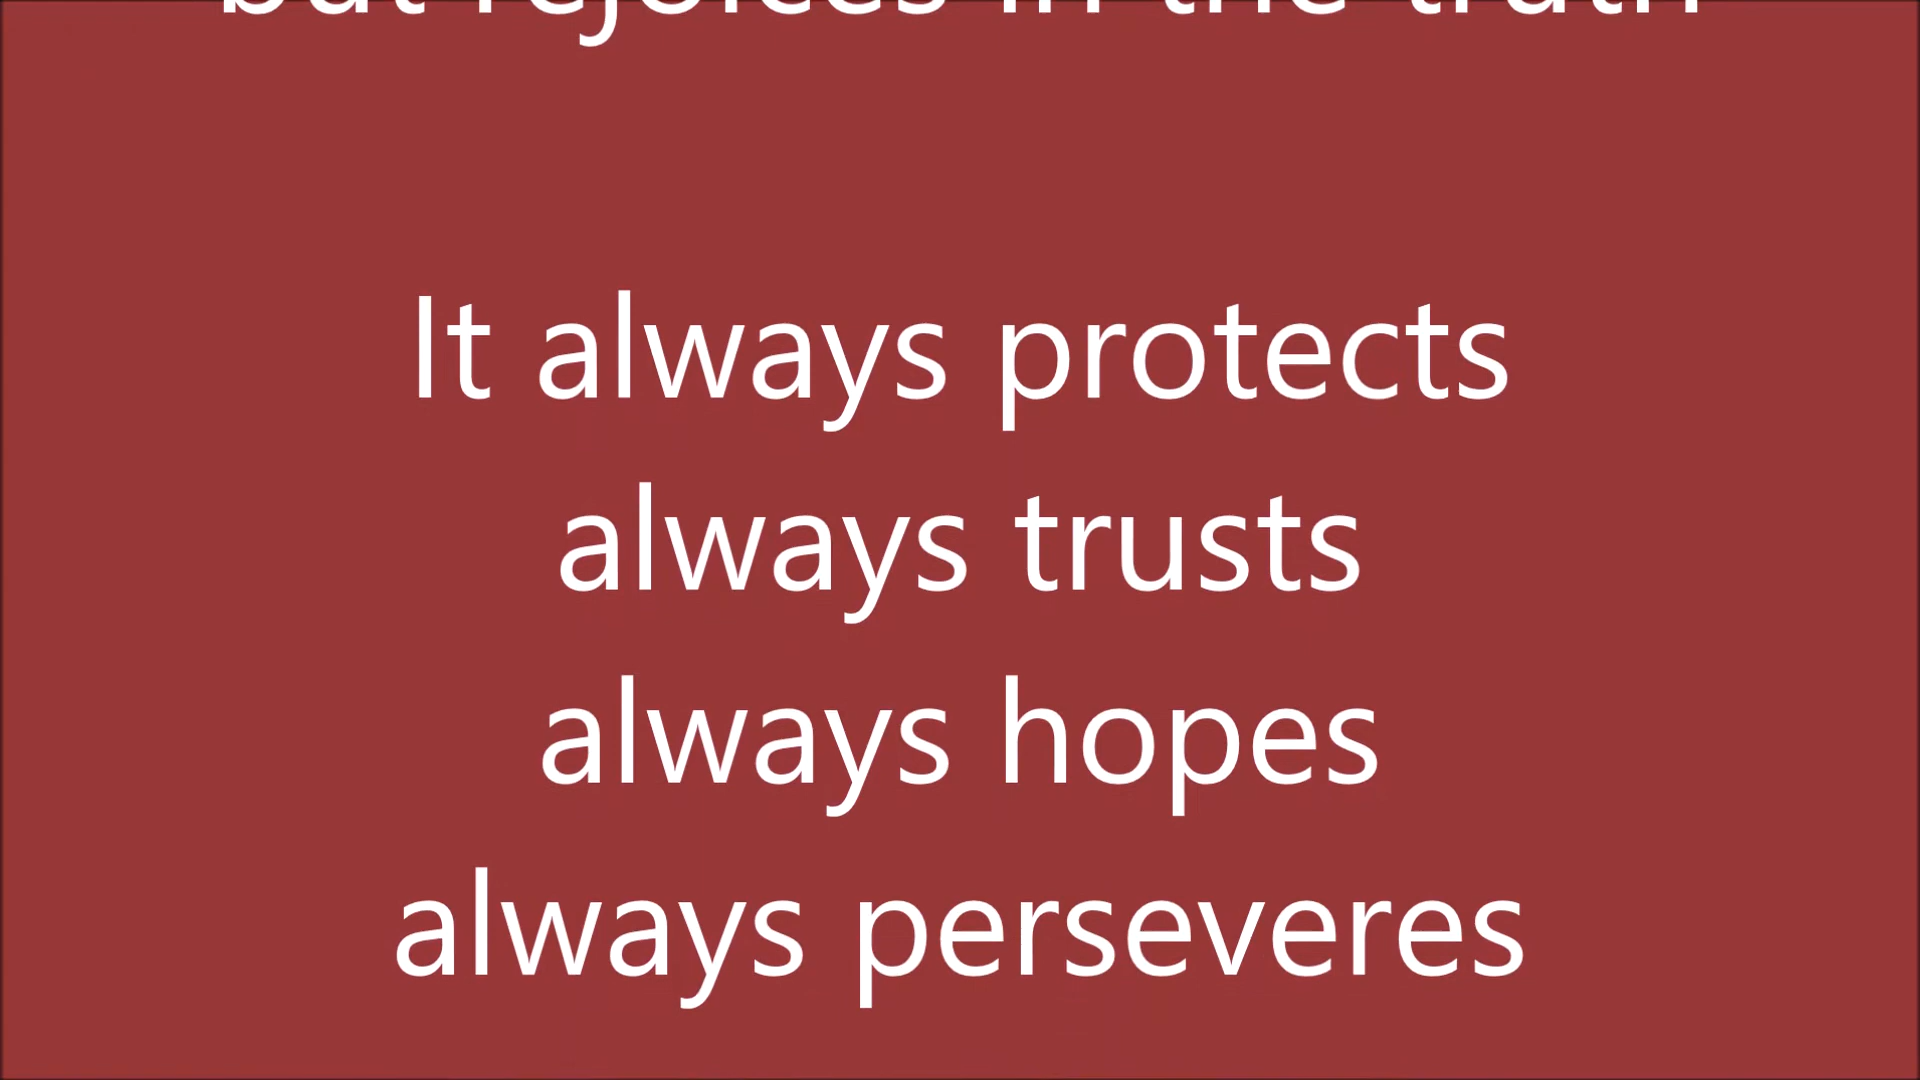 but rejoices in the truth
It always protects
always trusts
always hopes
always perseveres